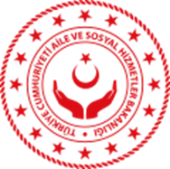 TÜRKİYE CUMHURİYETİ AİLE VE SOSYAL HİZMETLER BAKANLIĞI